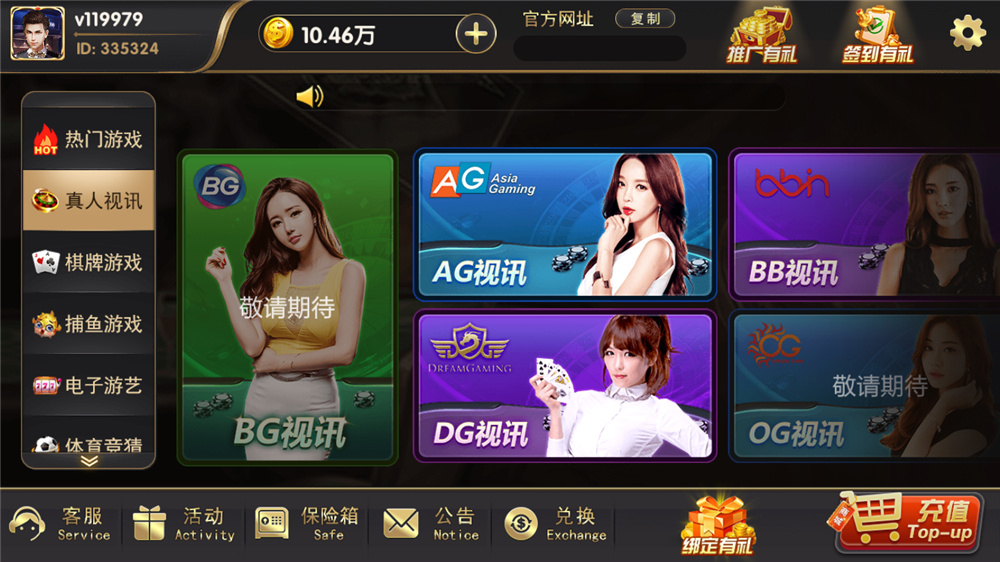 v119979
ID: 335324
10.46万
官方网址
复制
推广有礼
签到有礼
HOT
热门游戏
真人视讯
棋牌游戏
捕鱼游戏
电子游艺
体育竞猜
BG
敬请期待
BG视讯
AG Asia
Gaming
AG视讯
bbin
BB视讯
DG
DREAMGAMING
DG视讯
OG
敬请期待
OG视讯
客服
Service
活动
Activity
保险箱
Safe
公告
Notice
兑换
Exchange
绑定有礼
商城
充值
Top-up